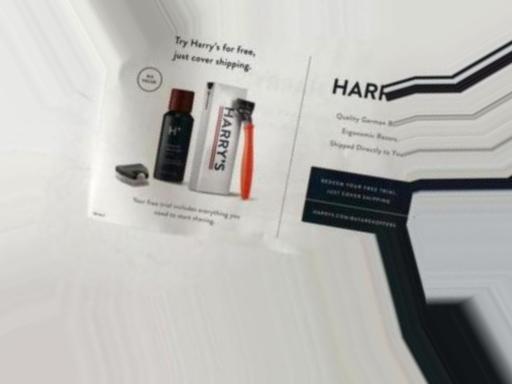 Try Harry's for free,
just cover shipping.
HARRY'S
Your free trial includes everything you
need to start shaving.
HARR
Quality German
Ergonomic Razors.
Shipped Directly to You
REDEEM YOUR FREE TRIAL,
JUST COVER SHIPPING